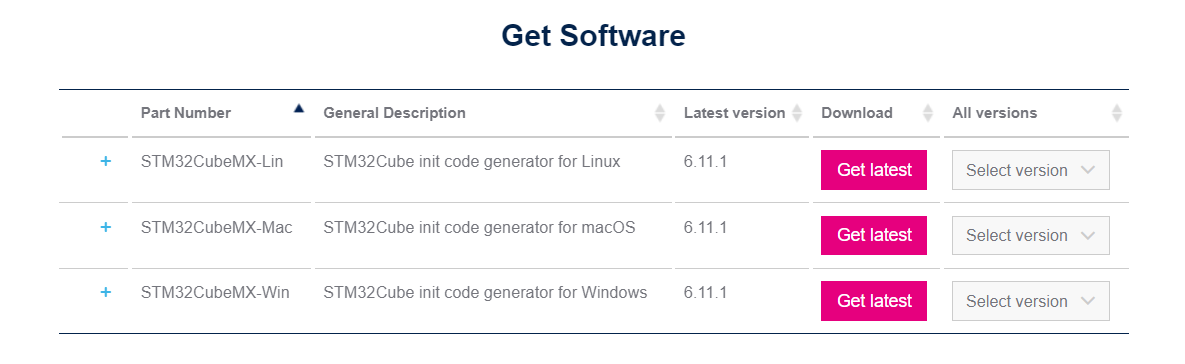 Get Software
Part Number General Description Latest version Download All versions
+ STM32CubeMX-Lin STM32Cube init code generator for Linux 6.11.1 Get latest Select version
+ STM32CubeMX-Mac STM32Cube init code generator for macOS 6.11.1 Get latest Select version
+ STM32CubeMX-Win STM32Cube init code generator for Windows 6.11.1 Get latest Select version